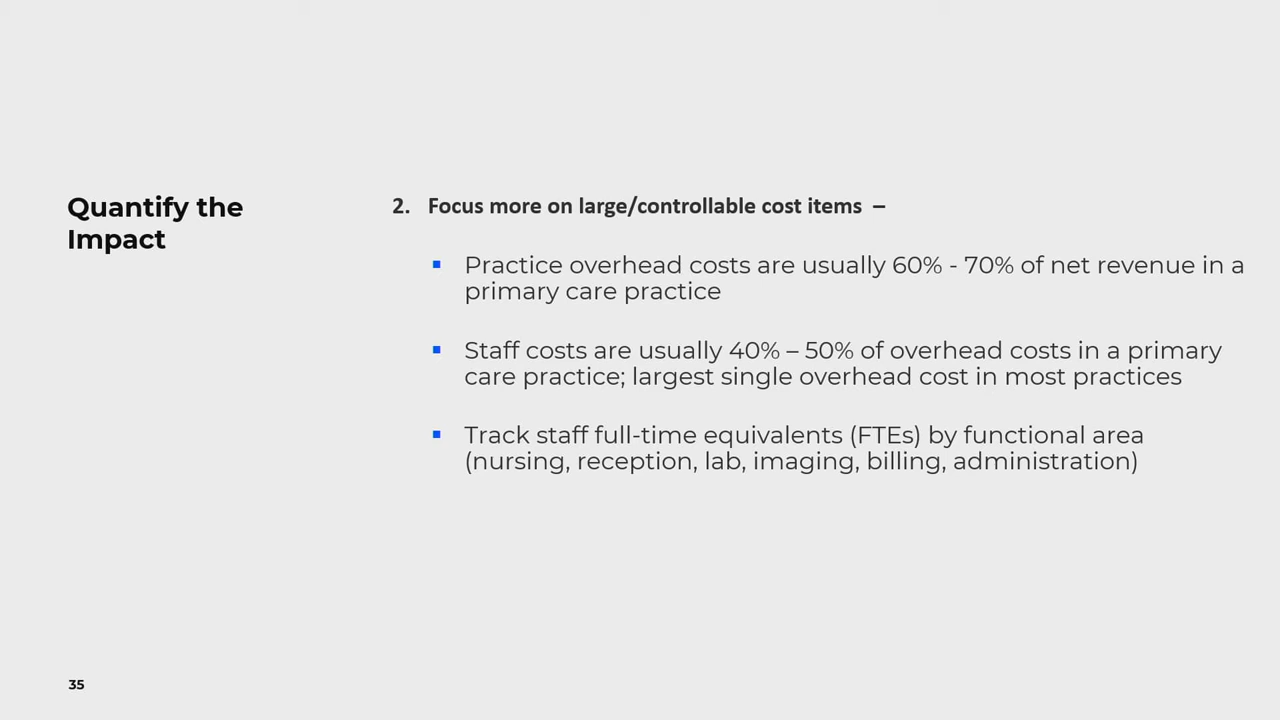 Quantify the
Impact
2. Focus more on large/controllable cost items –
▪ Practice overhead costs are usually 60% - 70% of net revenue in a
primary care practice
▪ Staff costs are usually 40% – 50% of overhead costs in a primary
care practice; largest single overhead cost in most practices
▪ Track staff full-time equivalents (FTEs) by functional area
(nursing, reception, lab, imaging, billing, administration)
35